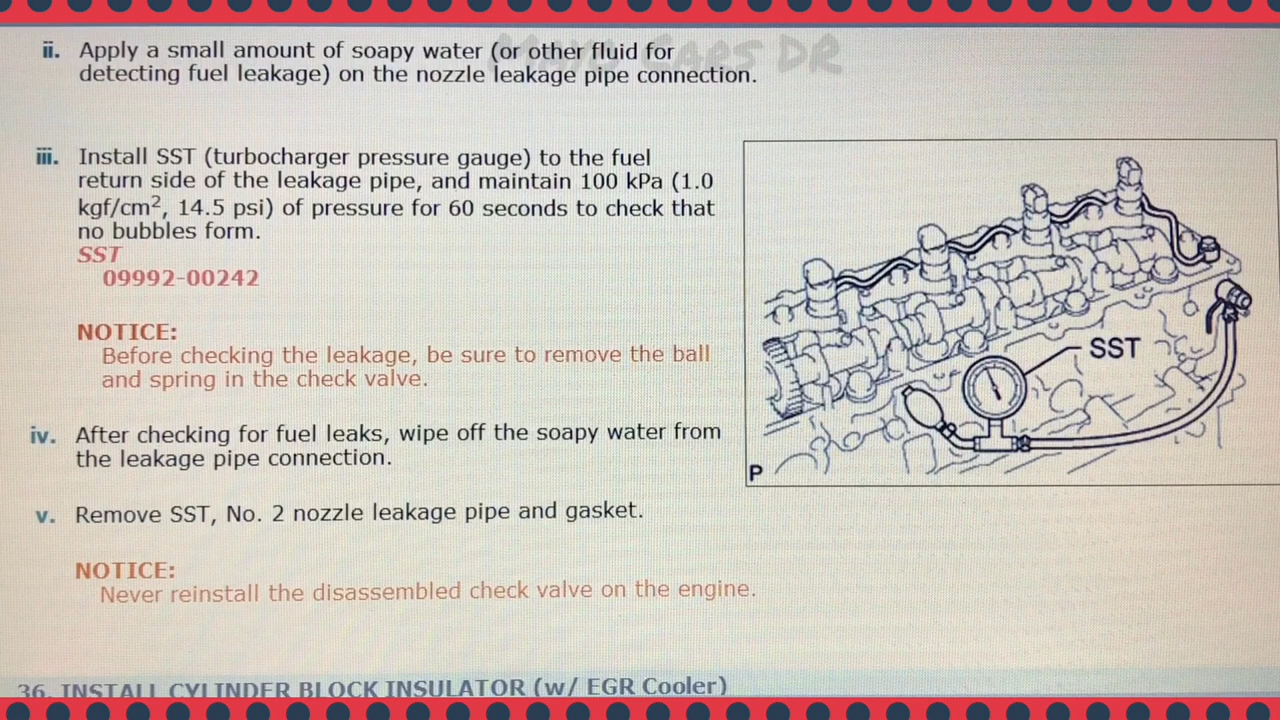 MAYU CARS DR
ii. Apply a small amount of soapy water (or other fluid for
detecting fuel leakage) on the nozzle leakage pipe connection.
iii. Install SST (turbocharger pressure gauge) to the fuel
return side of the leakage pipe, and maintain 100 kPa (1.0
kgf/cm², 14.5 psi) of pressure for 60 seconds to check that
no bubbles form.
SST
09992-00242
NOTICE:
Before checking the leakage, be sure to remove the ball
and spring in the check valve.
SST
P
iv. After checking for fuel leaks, wipe off the soapy water from
the leakage pipe connection.
v. Remove SST, No. 2 nozzle leakage pipe and gasket.
NOTICE:
Never reinstall the disassembled check valve on the engine.
36. INSTALL CYLINDER BLOCK INSULATOR (w/ EGR Cooler)